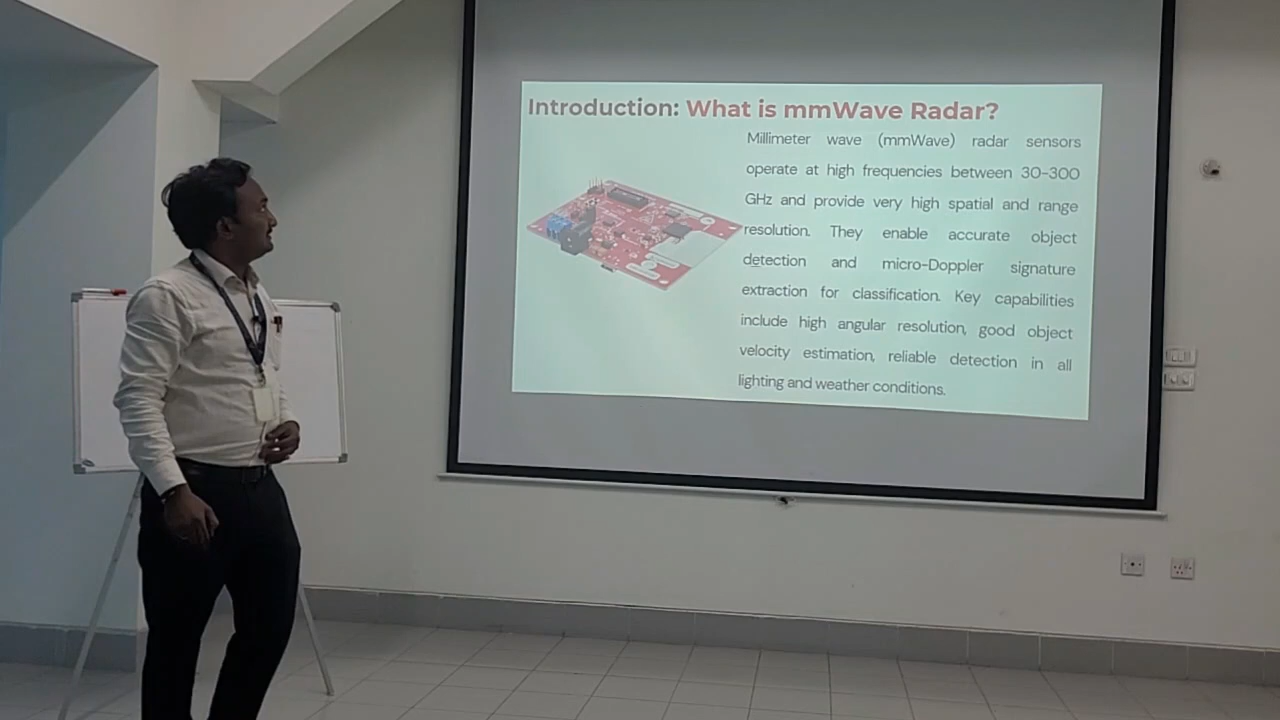 Introduction: What is mmWave Radar?
Millimeter wave (mmWave) radar sensors
operate at high frequencies between 30-300
GHz and provide very high spatial and range
resolution. They enable accurate object
detection and micro-Doppler signature
extraction for classification. Key capabilities
include high angular resolution, good object
velocity estimation, reliable detection in all
lighting and weather conditions.